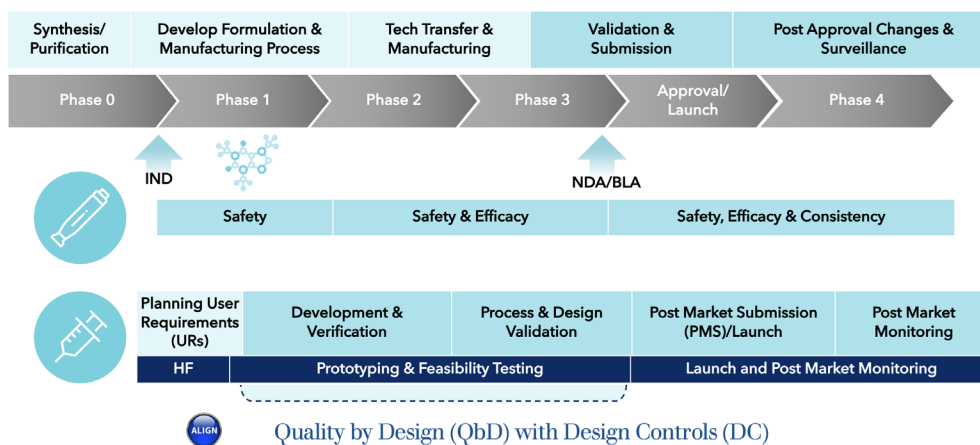 Synthesis/
Purification
Develop Formulation &
Manufacturing Process
Tech Transfer &
Manufacturing
Validation &
Submission
Post Approval Changes &
Surveillance
Phase 0
Phase 1
Phase 2
Phase 3
Approval/
Launch
Phase 4
IND
NDA/BLA
Safety
Safety & Efficacy
Safety, Efficacy & Consistency
Planning User
Requirements
(URs)
Development &
Verification
Process & Design
Validation
Post Market Submission
(PMS)/Launch
Post Market
Monitoring
HF
Prototyping & Feasibility Testing
Launch and Post Market Monitoring
ALIGN
Quality by Design (QbD) with Design Controls (DC)